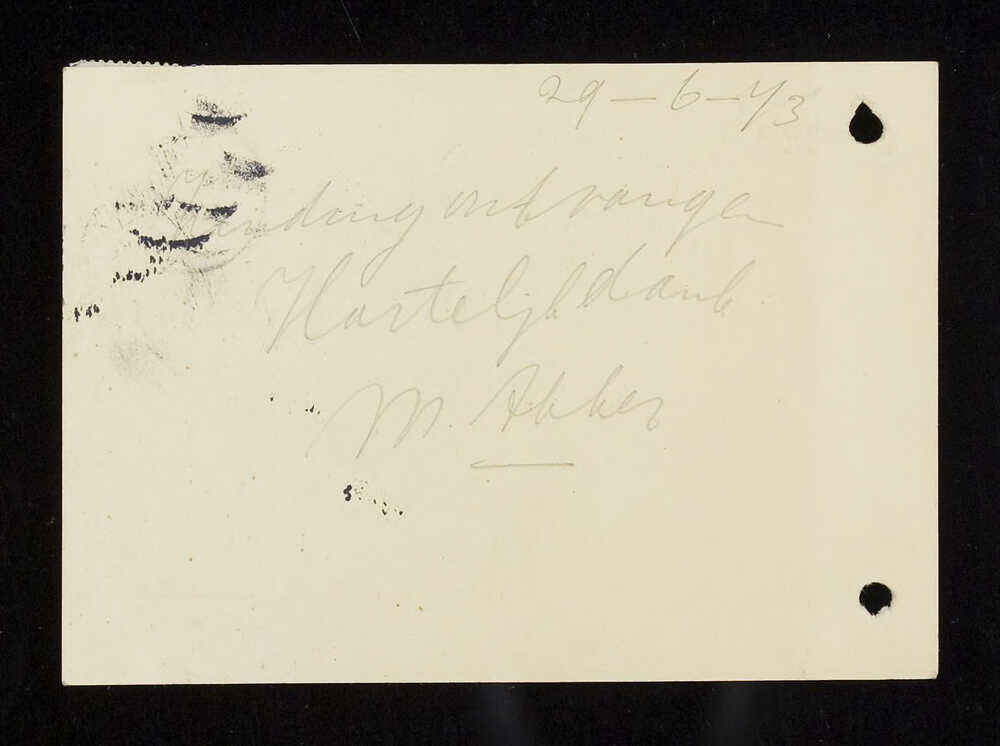 29-6-43
Zending ontvangen
Hartelijk dank
M. Akker